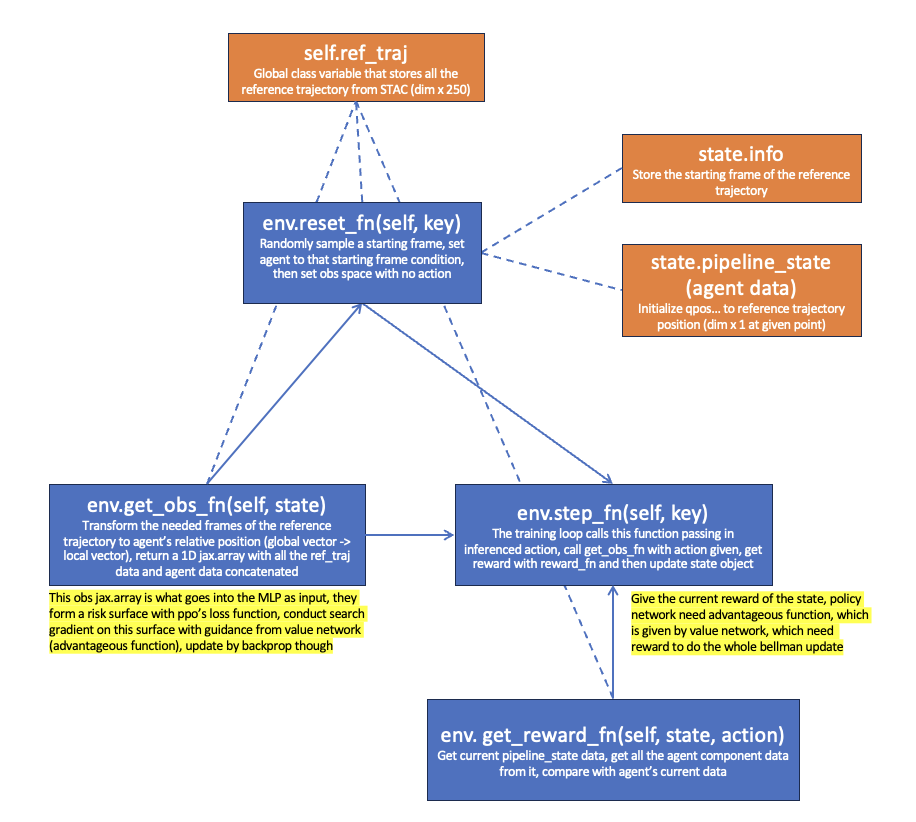 self.ref_traj
Global class variable that stores all the
reference trajectory from STAC (dim x 250)
state.info
Store the starting frame of the reference
trajectory
env.reset_fn(self, key)
Randomly sample a starting frame, set
agent to that starting frame condition,
then set obs space with no action
state.pipeline_state
(agent data)
Initialize qpos... to reference trajectory
position (dim x 1 at given point)
env.get_obs_fn(self, state)
Transform the needed frames of the reference
trajectory to agent's relative position (global vector ->
local vector), return a 1D jax.array with all the ref_traj
data and agent data concatenated
This obs jax.array is what goes into the MLP as input, they
form a risk surface with ppo's loss function, conduct search
gradient on this surface with guidance from value network
(advantageous function), update by backprop though
env.step_fn(self, key)
The training loop calls this function passing in
inferenced action, call get_obs_fn with action given, get
reward with reward_fn and then update state object
Give the current reward of the state, policy
network need advantageous function, which
is given by value network, which need
reward to do the whole bellman update
env. get_reward_fn(self, state, action)
Get current pipeline_state data, get all the agent component data
from it, compare with agent's current data